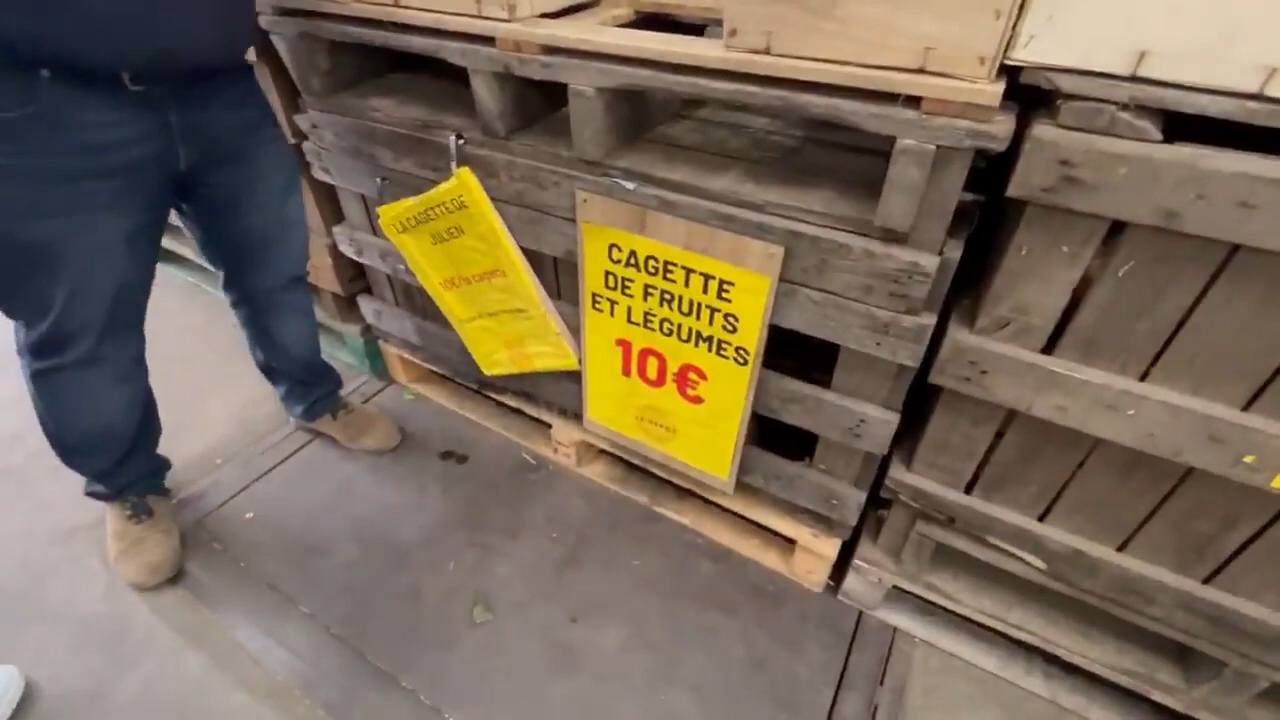 LA CAGETTE DE
JULIEN
10€/la cagette
CAGETTE
DE FRUITS
ET LÉGUMES
10€